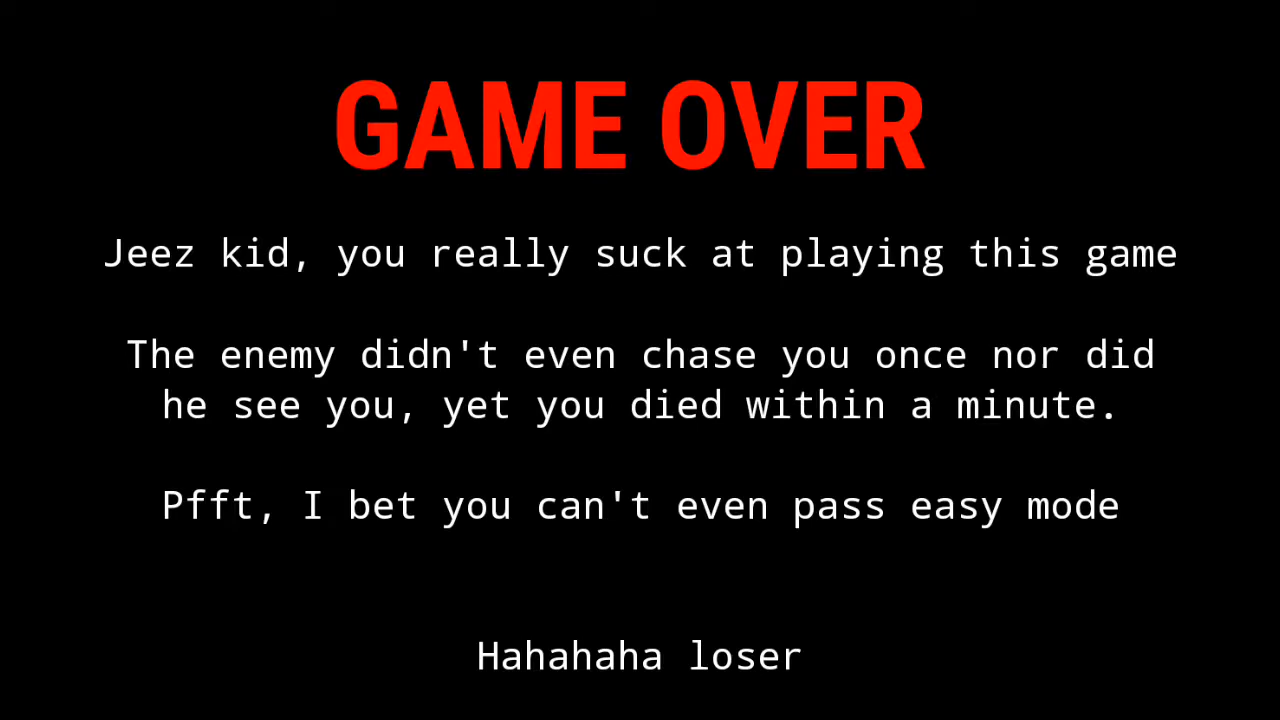 GAME OVER
Jeez kid, you really suck at playing this game
The enemy didn't even chase you once nor did
he see you, yet you died within a minute.
Pfft, I bet you can't even pass easy mode
Hahahaha loser